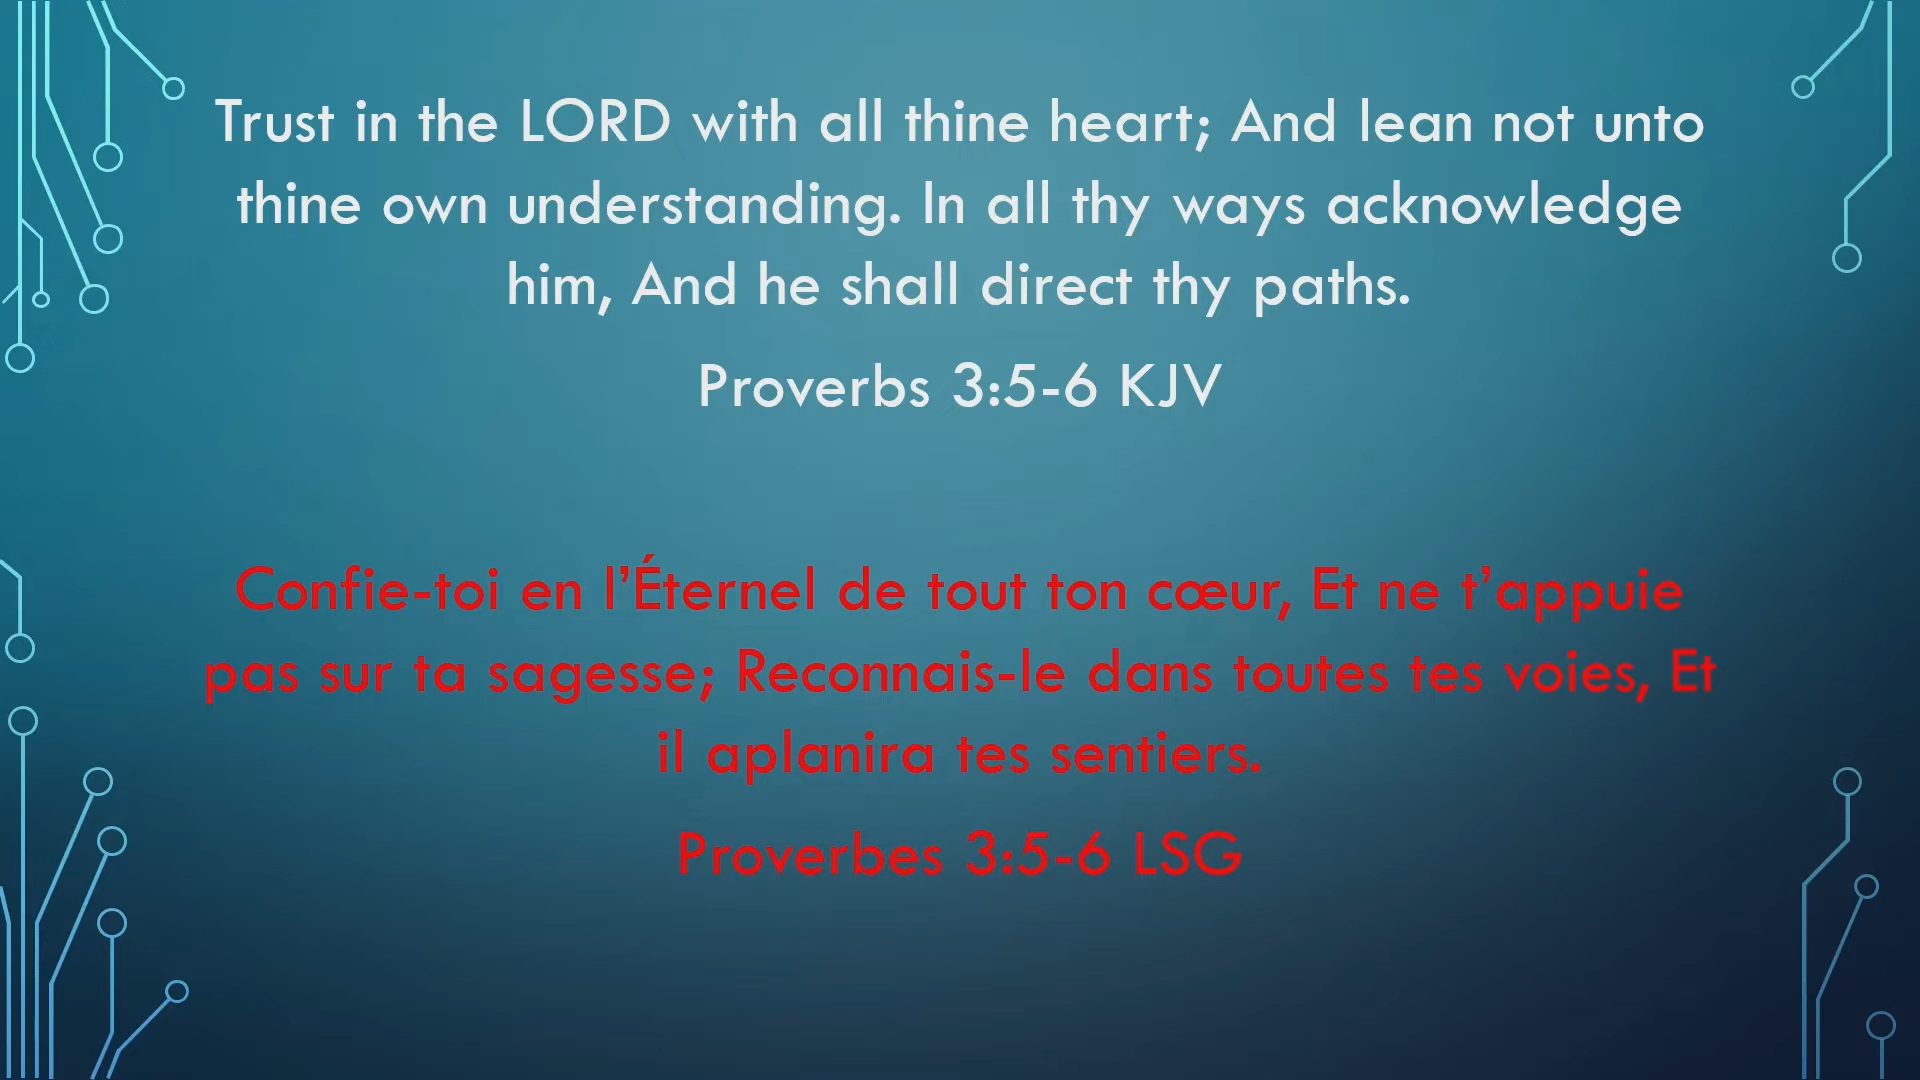 Trust in the LORD with all thine heart; And lean not unto
thine own understanding. In all thy ways acknowledge
him, And he shall direct thy paths.
Proverbs 3:5-6 KJV
Confie-toi en l’Éternel de tout ton cœur, Et ne t’appuie
pas sur ta sagesse; Reconnais-le dans toutes tes voies, Et
il aplanira tes sentiers.
Proverbes 3:5-6 LSG